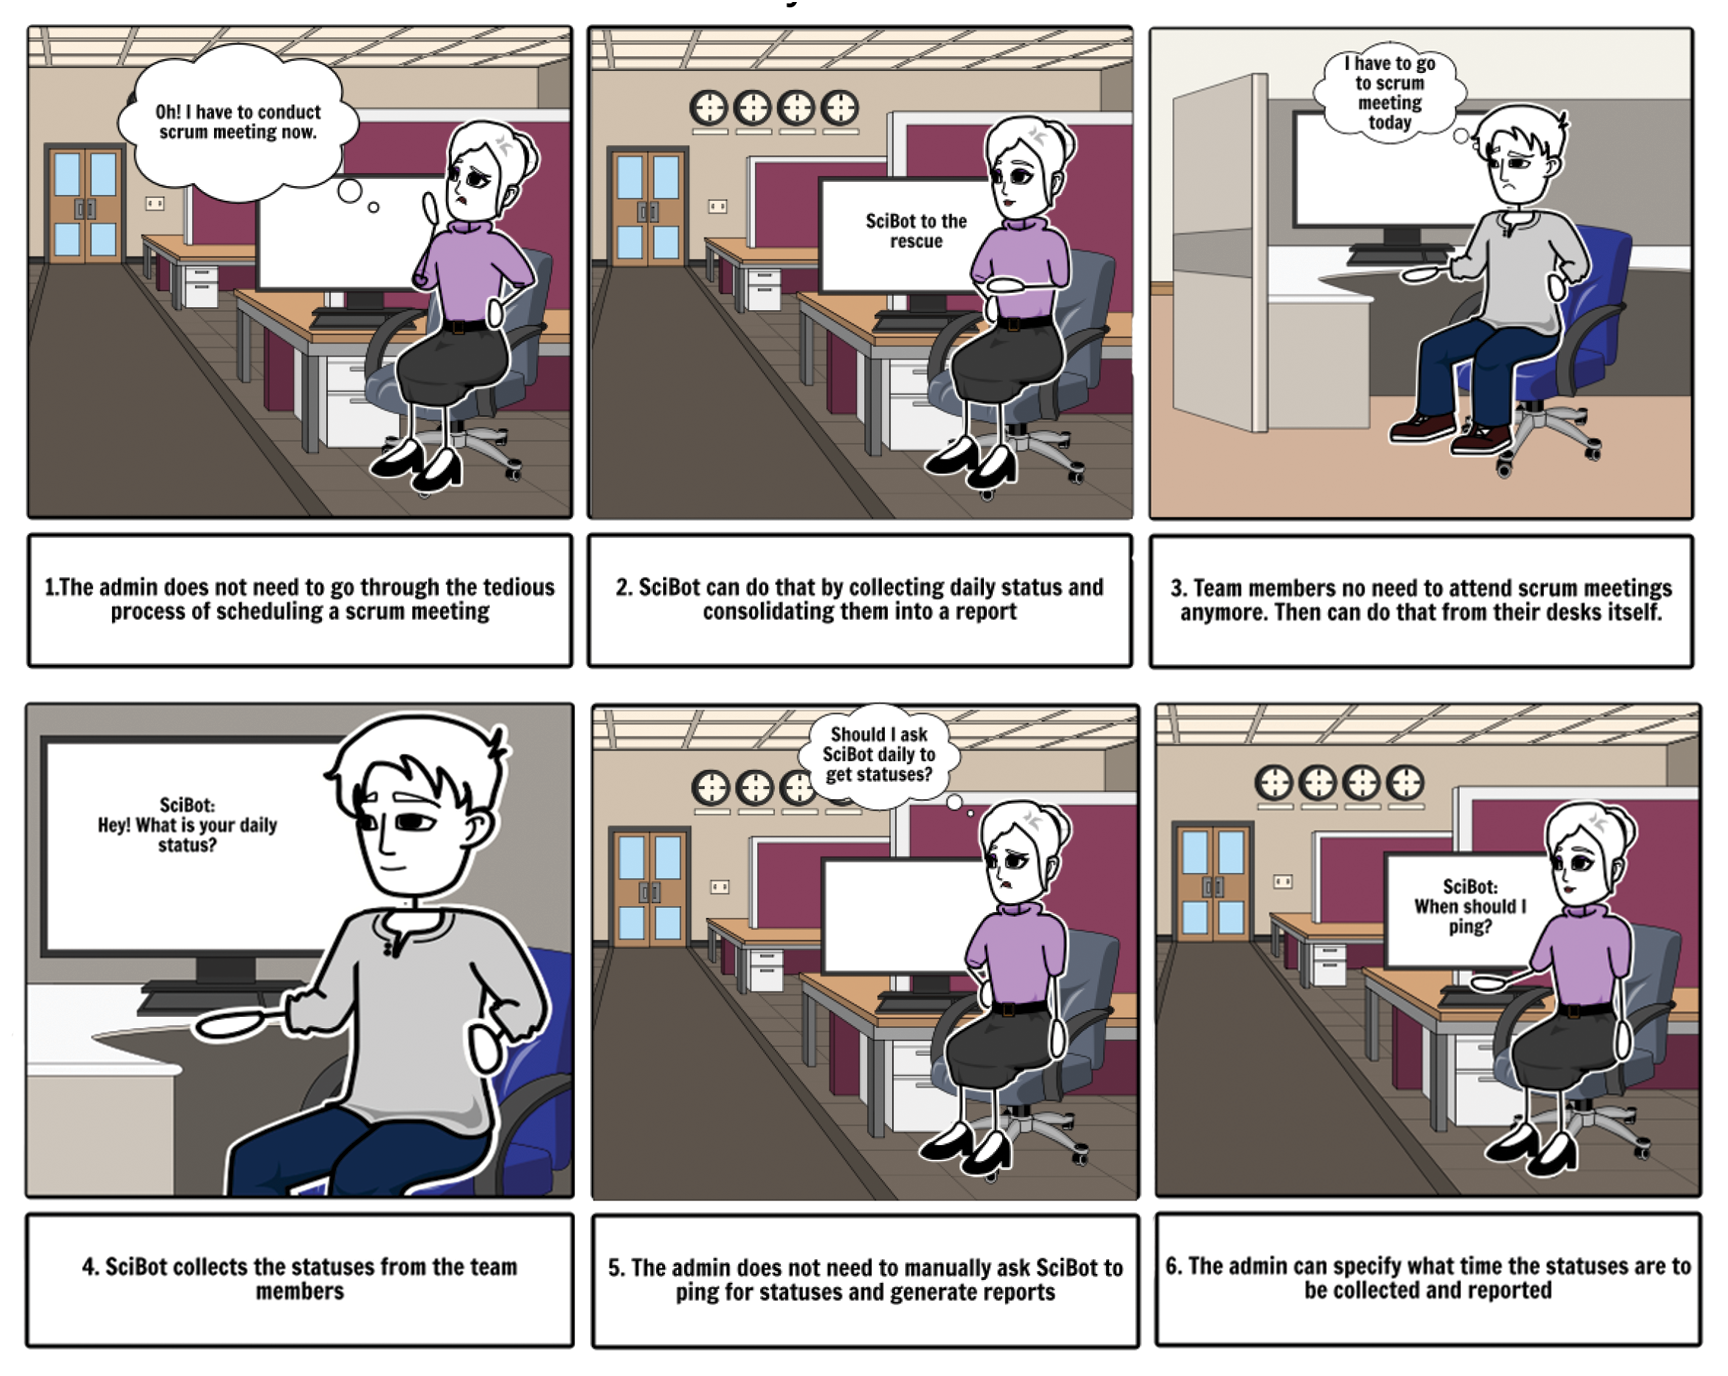 Oh! I have to conduct
scrum meeting now.
SciBot to the
rescue
I have to go
to scrum
meeting
today
1.The admin does not need to go through the tedious
process of scheduling a scrum meeting
2. SciBot can do that by collecting daily status and
consolidating them into a report
3. Team members no need to attend scrum meetings
anymore. Then can do that from their desks itself.
SciBot:
Hey! What is your daily
status?
Should I ask
SciBot daily to
get statuses?
SciBot:
When should I
ping?
4. SciBot collects the statuses from the team
members
5. The admin does not need to manually ask SciBot to
ping for statuses and generate reports
6. The admin can specify what time the statuses are to
be collected and reported